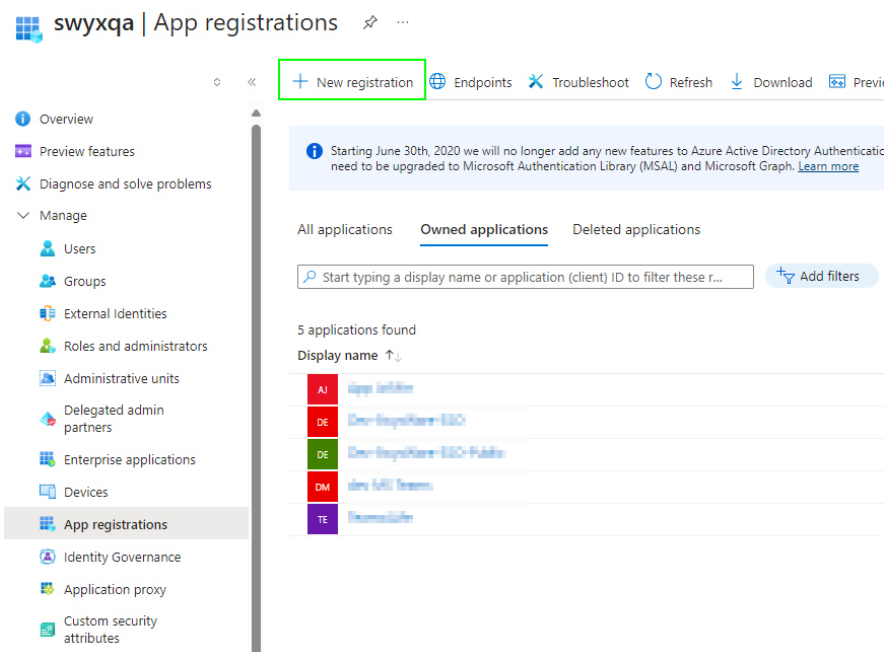 swyxqa | App registrations
New registration
Endpoints
Troubleshoot
Refresh
Download
Previe
Overview
Preview features
Diagnose and solve problems
Manage
Users
Groups
External Identities
Roles and administrators
Administrative units
Delegated admin
partners
Enterprise applications
Devices
App registrations
Identity Governance
Application proxy
Custom security
attributes
Starting June 30th, 2020 we will no longer add any new features to Azure Active Directory Authenticatio
need to be upgraded to Microsoft Authentication Library (MSAL) and Microsoft Graph. Learn more
All applications
Owned applications
Deleted applications
Start typing a display name or application (client) ID to filter these r...
Add filters
5 applications found
Display name
AJ
DE
DE
DM
TE